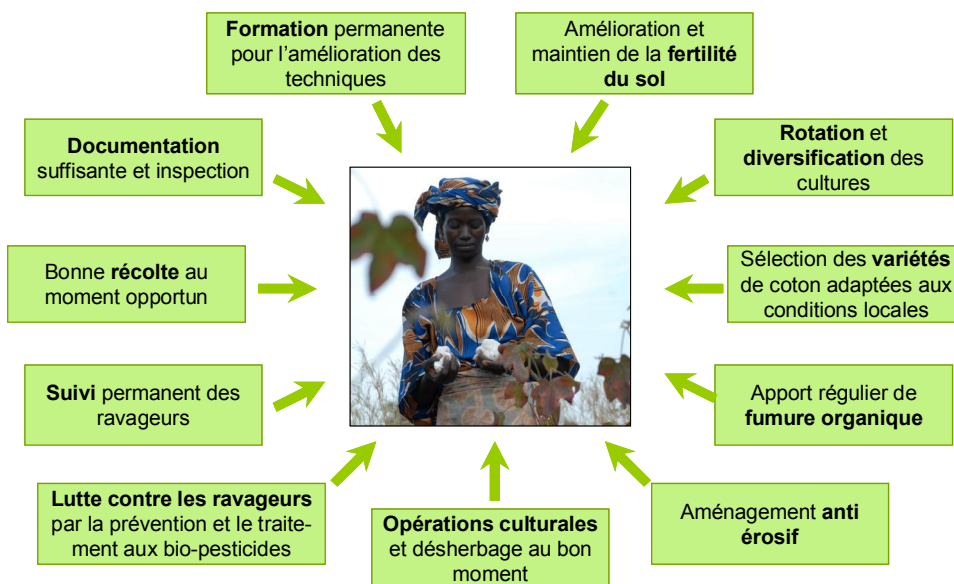 Formation permanente
pour l'amélioration des
techniques
Amélioration et
maintien de la fertilité
du sol
Documentation
suffisante et inspection
Rotation et
diversification des
cultures
Bonne récolte au
moment opportun
Sélection des variétés
de coton adaptées aux
conditions locales
Suivi permanent des
ravageurs
Apport régulier de
fumure organique
Lutte contre les ravageurs
par la prévention et le traite-
ment aux bio-pesticides
Opérations culturales
et désherbage au bon
moment
Aménagement anti
érosif